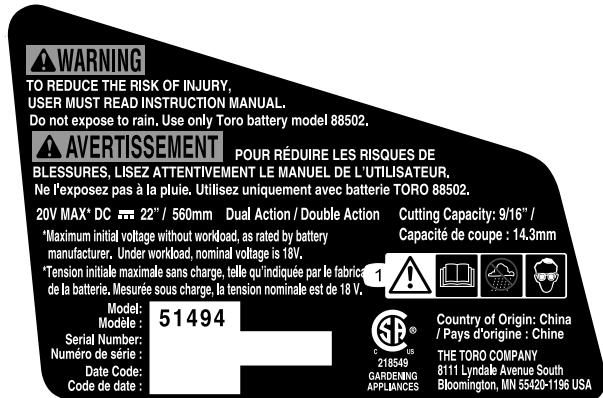 WARNING
TO REDUCE THE RISK OF INJURY,
USER MUST READ INSTRUCTION MANUAL.
Do not expose to rain. Use only Toro battery model 88502.
AVERTISSEMENT POUR RÉDUIRE LES RISQUES DE
BLESSURES, LISEZ ATTENTIVEMENT LE MANUEL DE L'UTILISATEUR.
Ne l'exposez pas à la pluie. Utilisez uniquement avec batterie TORO 88502.
20V MAX* DC 22” / 560mm Dual Action / Double Action
*Maximum initial voltage without workload, as rated by battery
manufacturer. Under workload, nominal voltage is 18V.
*Tension initiale maximale sans charge, telle qu'indiquée par le fabrica
de la batterie. Mesurée sous charge, la tension nominale est de 18 V.
Cutting Capacity: 9/16” /
Capacité de coupe : 14.3mm
1
Model:
Modèle :
51494
Serial Number:
Numéro de série :
Date Code:
Code de date :
SA ®
C US
218549
GARDENING
APPLIANCES
Country of Origin: China
/ Pays d'origine : Chine
THE TORO COMPANY
8111 Lyndale Avenue South
Bloomington, MN 55420-1196 USA